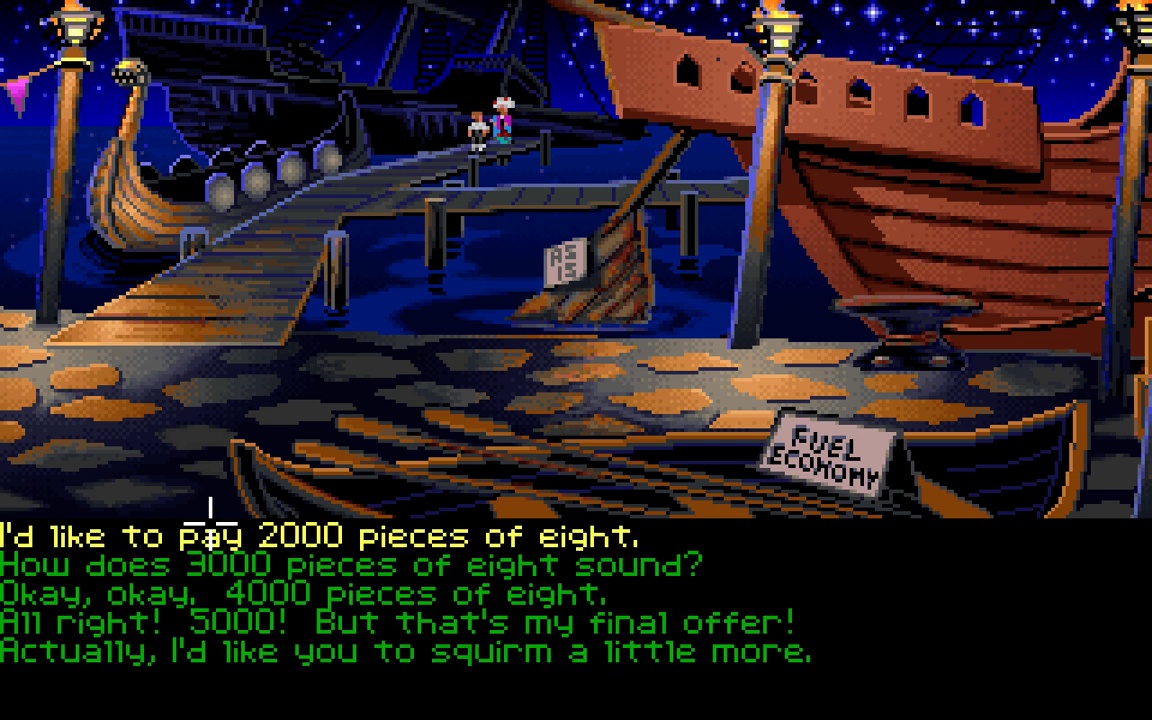 AS
IS
FUEL
ECONOMY
I'd like to pay 2000 pieces of eight.
How does 3000 pieces of eight sound?
Okay, okay.  4000 pieces of eight.
All right!  5000!  But that's my final offer!
Actually, I'd like you to squirm a little more.